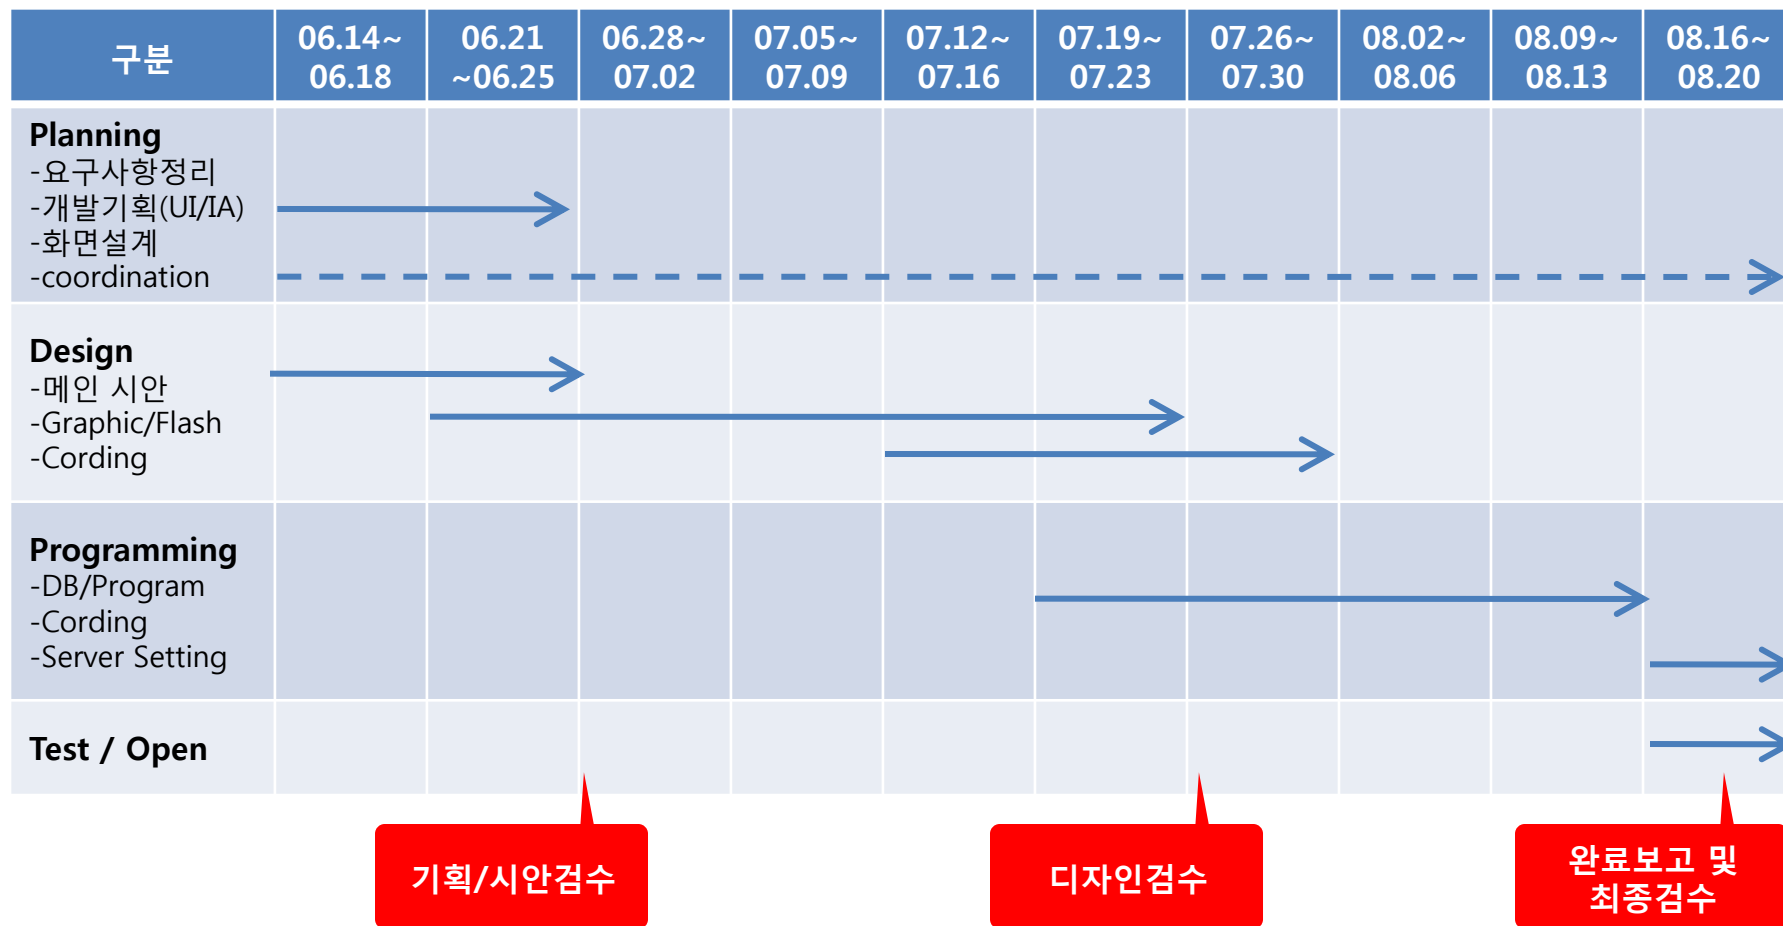 구분
06.14~
06.18
06.21
~06.25
06.28~
07.02
07.05~
07.09
07.12~
07.16
07.19~
07.23
07.26~
07.30
08.02~
08.06
08.09~
08.13
08.16~
08.20
Planning
-요구사항정리
-개발기획(UI/IA)
-화면설계
-coordination
Design
-메인 시안
-Graphic/Flash
-Cording
Programming
-DB/Program
-Cording
-Server Setting
Test / Open
기획/시안검수
디자인검수
완료보고 및
최종검수